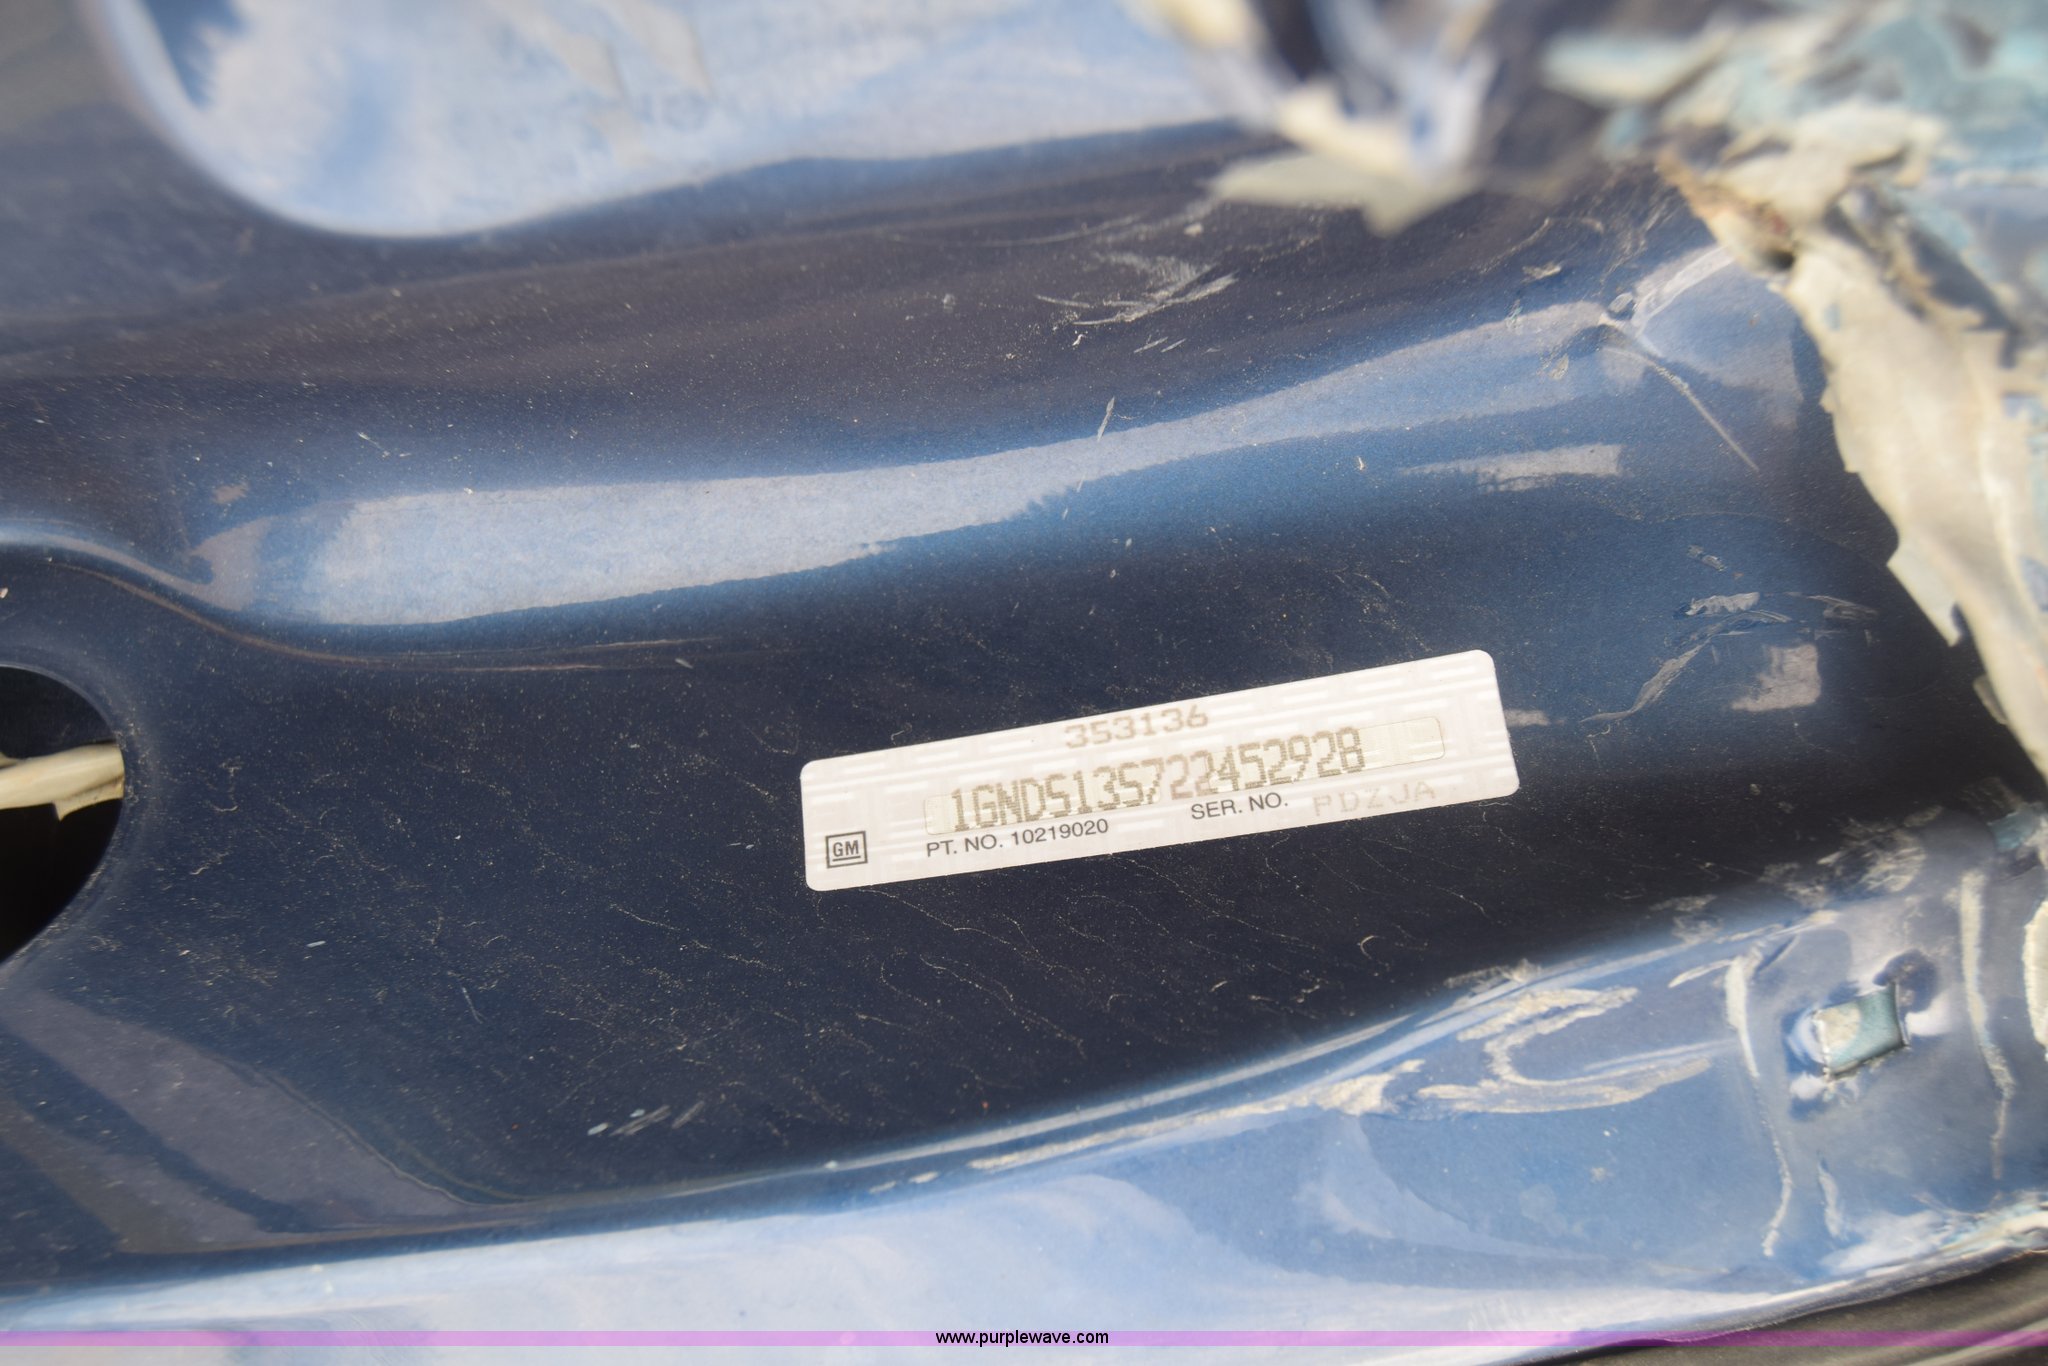 353136
1GNDS13S722452928
GM PT. NO. 10219020 SER. NO. PDZJA
www.purplewave.com